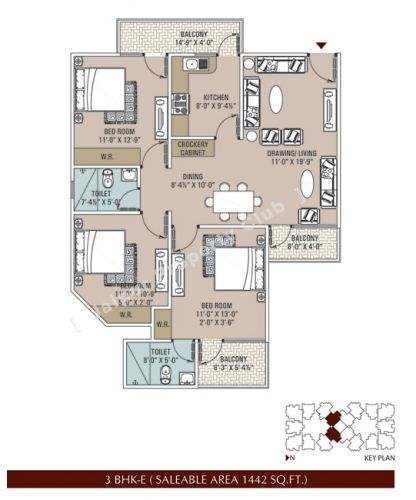 BALCONY
14'-9" X 4'-0"
KITCHEN
8'-0" X 9'-4½"
BED ROOM
11'-0" X 12'-9"
CROCKERY
CABINET
DRAWING/ LIVING
11'-0" X 19'-9"
W.R.
DINING
8'-4½" X 10'-0"
TOILET
7'-4½" X 5'-0"
BALCONY
8'-0" X 4'-0"
BED ROOM
11'-0" X 10'-9
2'-0"
BED ROOM
11'-0" X 13'-0"
2'-0" X 3'-6"
W.R.
W.R.
TOILET
8'-0" X 5'-0"
BALCONY
8'-3" X 5'-4½"
Property Club ]
N
KEY PLAN
3 BHK-E ( SALEABLE AREA 1442 SQ.FT.)